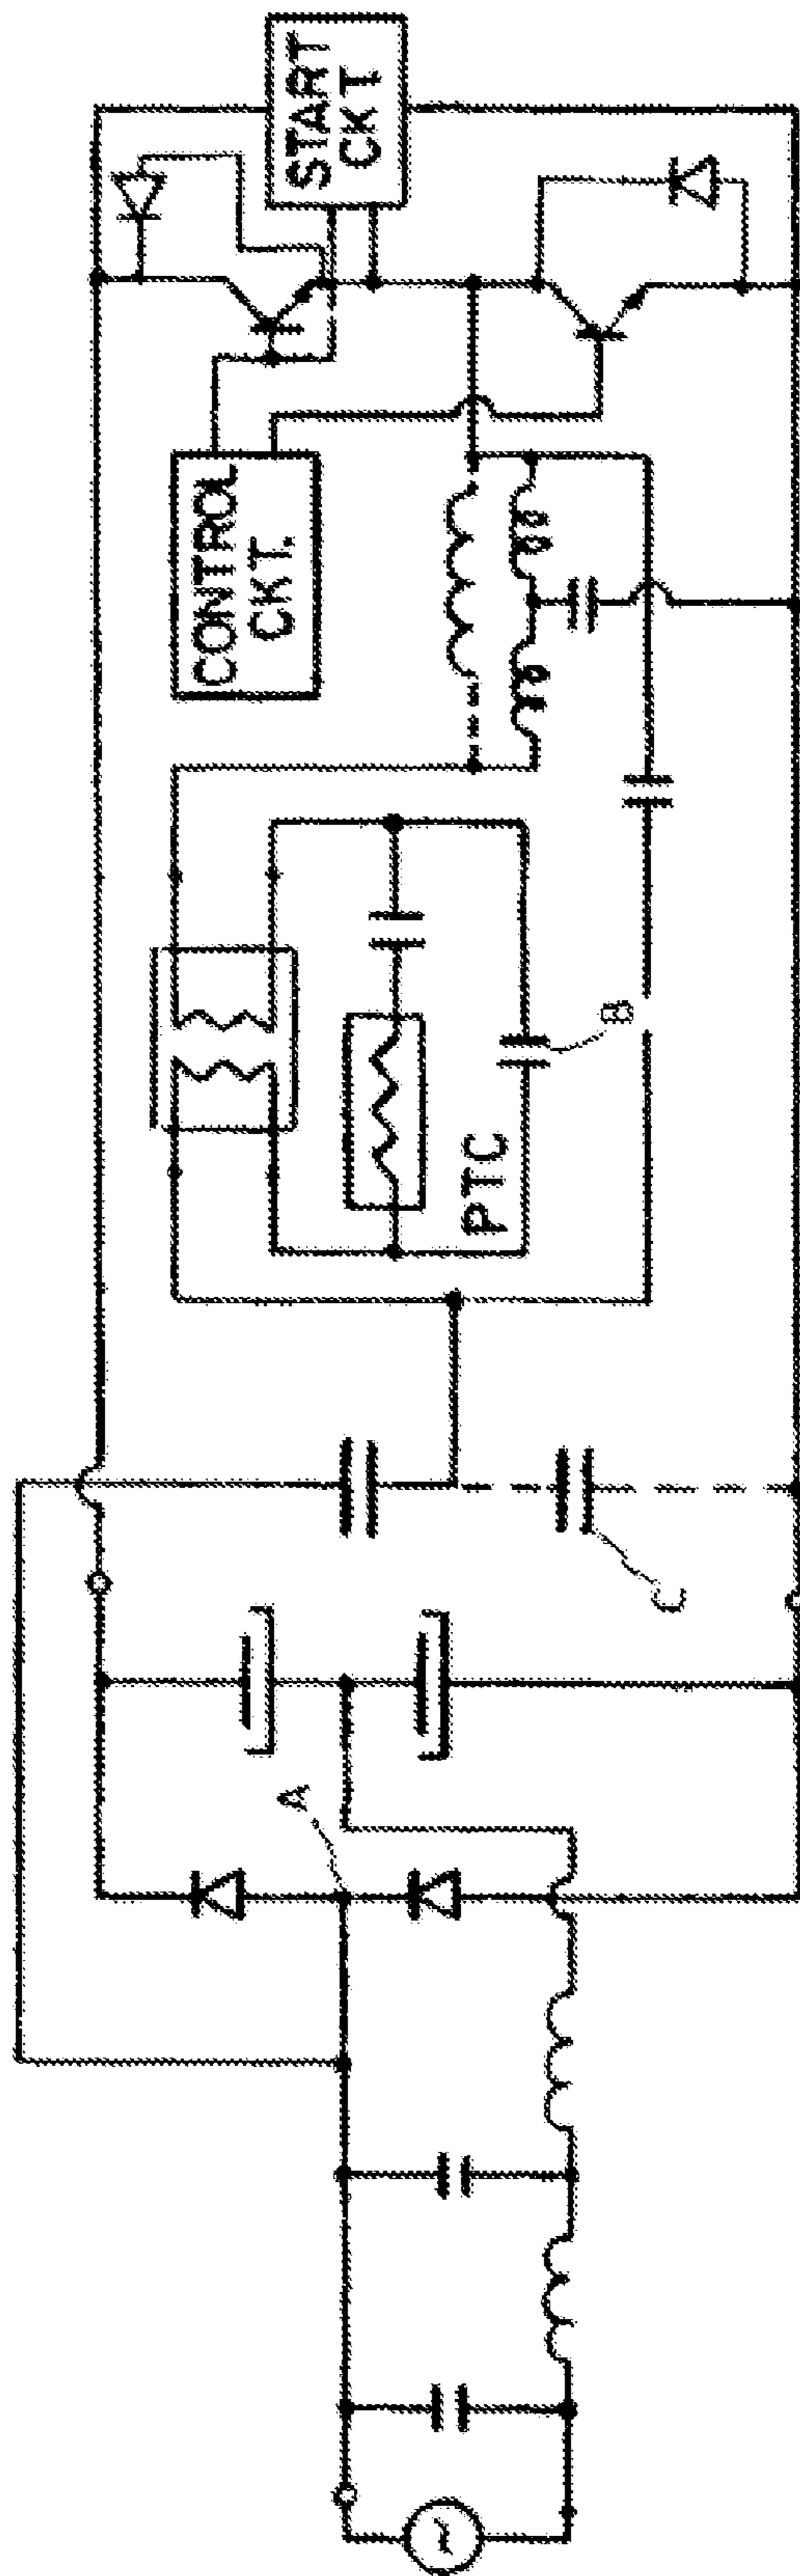 START
CKT
CONTROL
CKT.
B
PTC
C
A
~